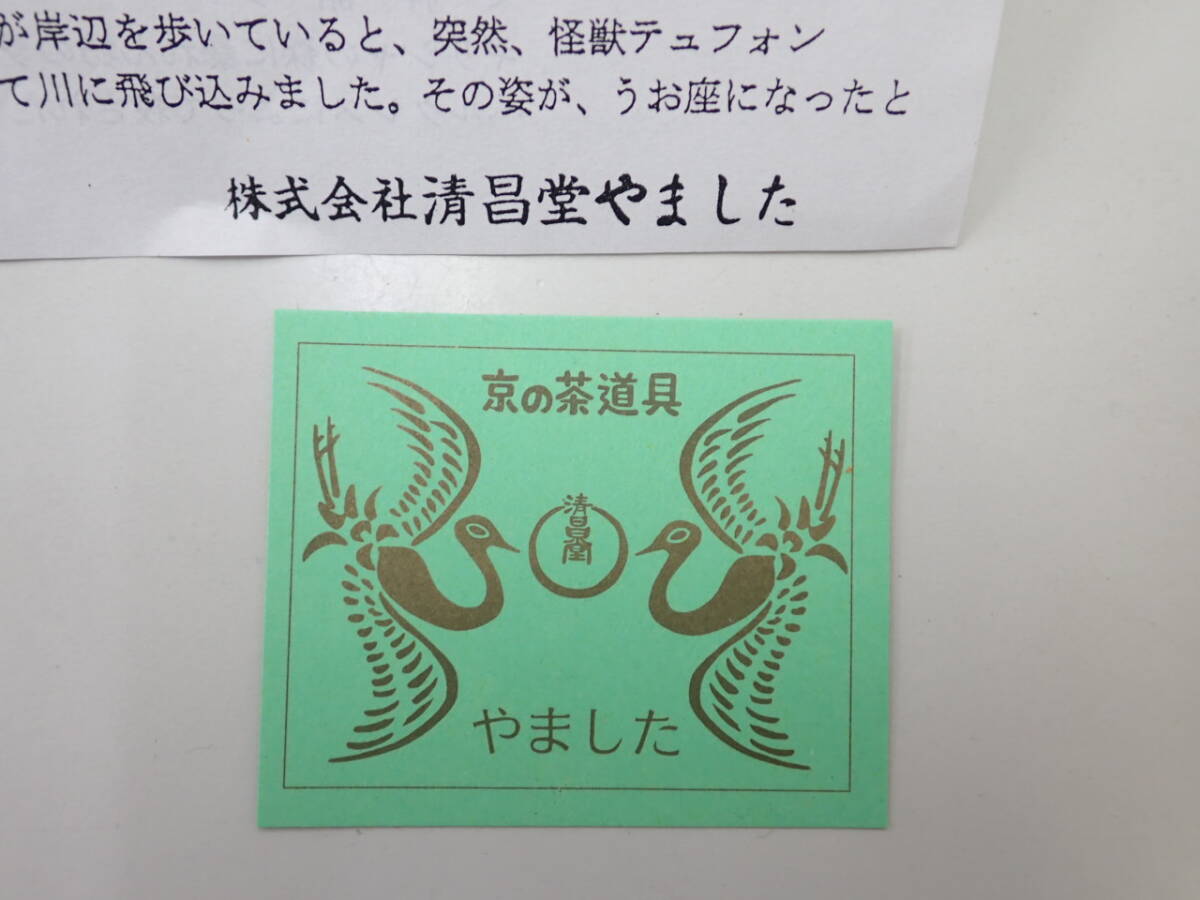 が岸辺を歩いていると、突然、怪獣テュフォン
て川に飛び込みました。その姿が、うお座になったと
株式会社清昌堂やました
京の茶道具
清昌堂
やました